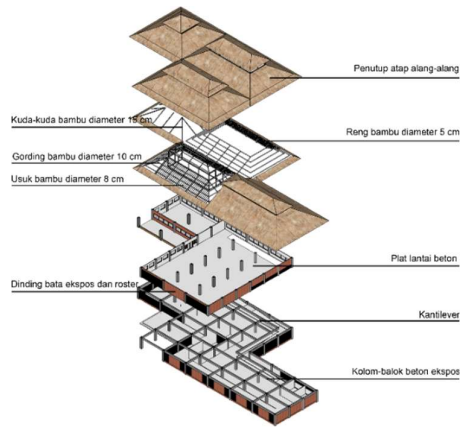 Penutup atap alang-alang
Kuda-kuda bambu diameter 15 cm
Reng bambu diameter 5 cm
Gording bambu diameter 10 cm
Usuk bambu diameter 8 cm
Plat lantai beton
Dinding bata ekspos dan roster
Kantilever
Kolom-balok beton ekspos